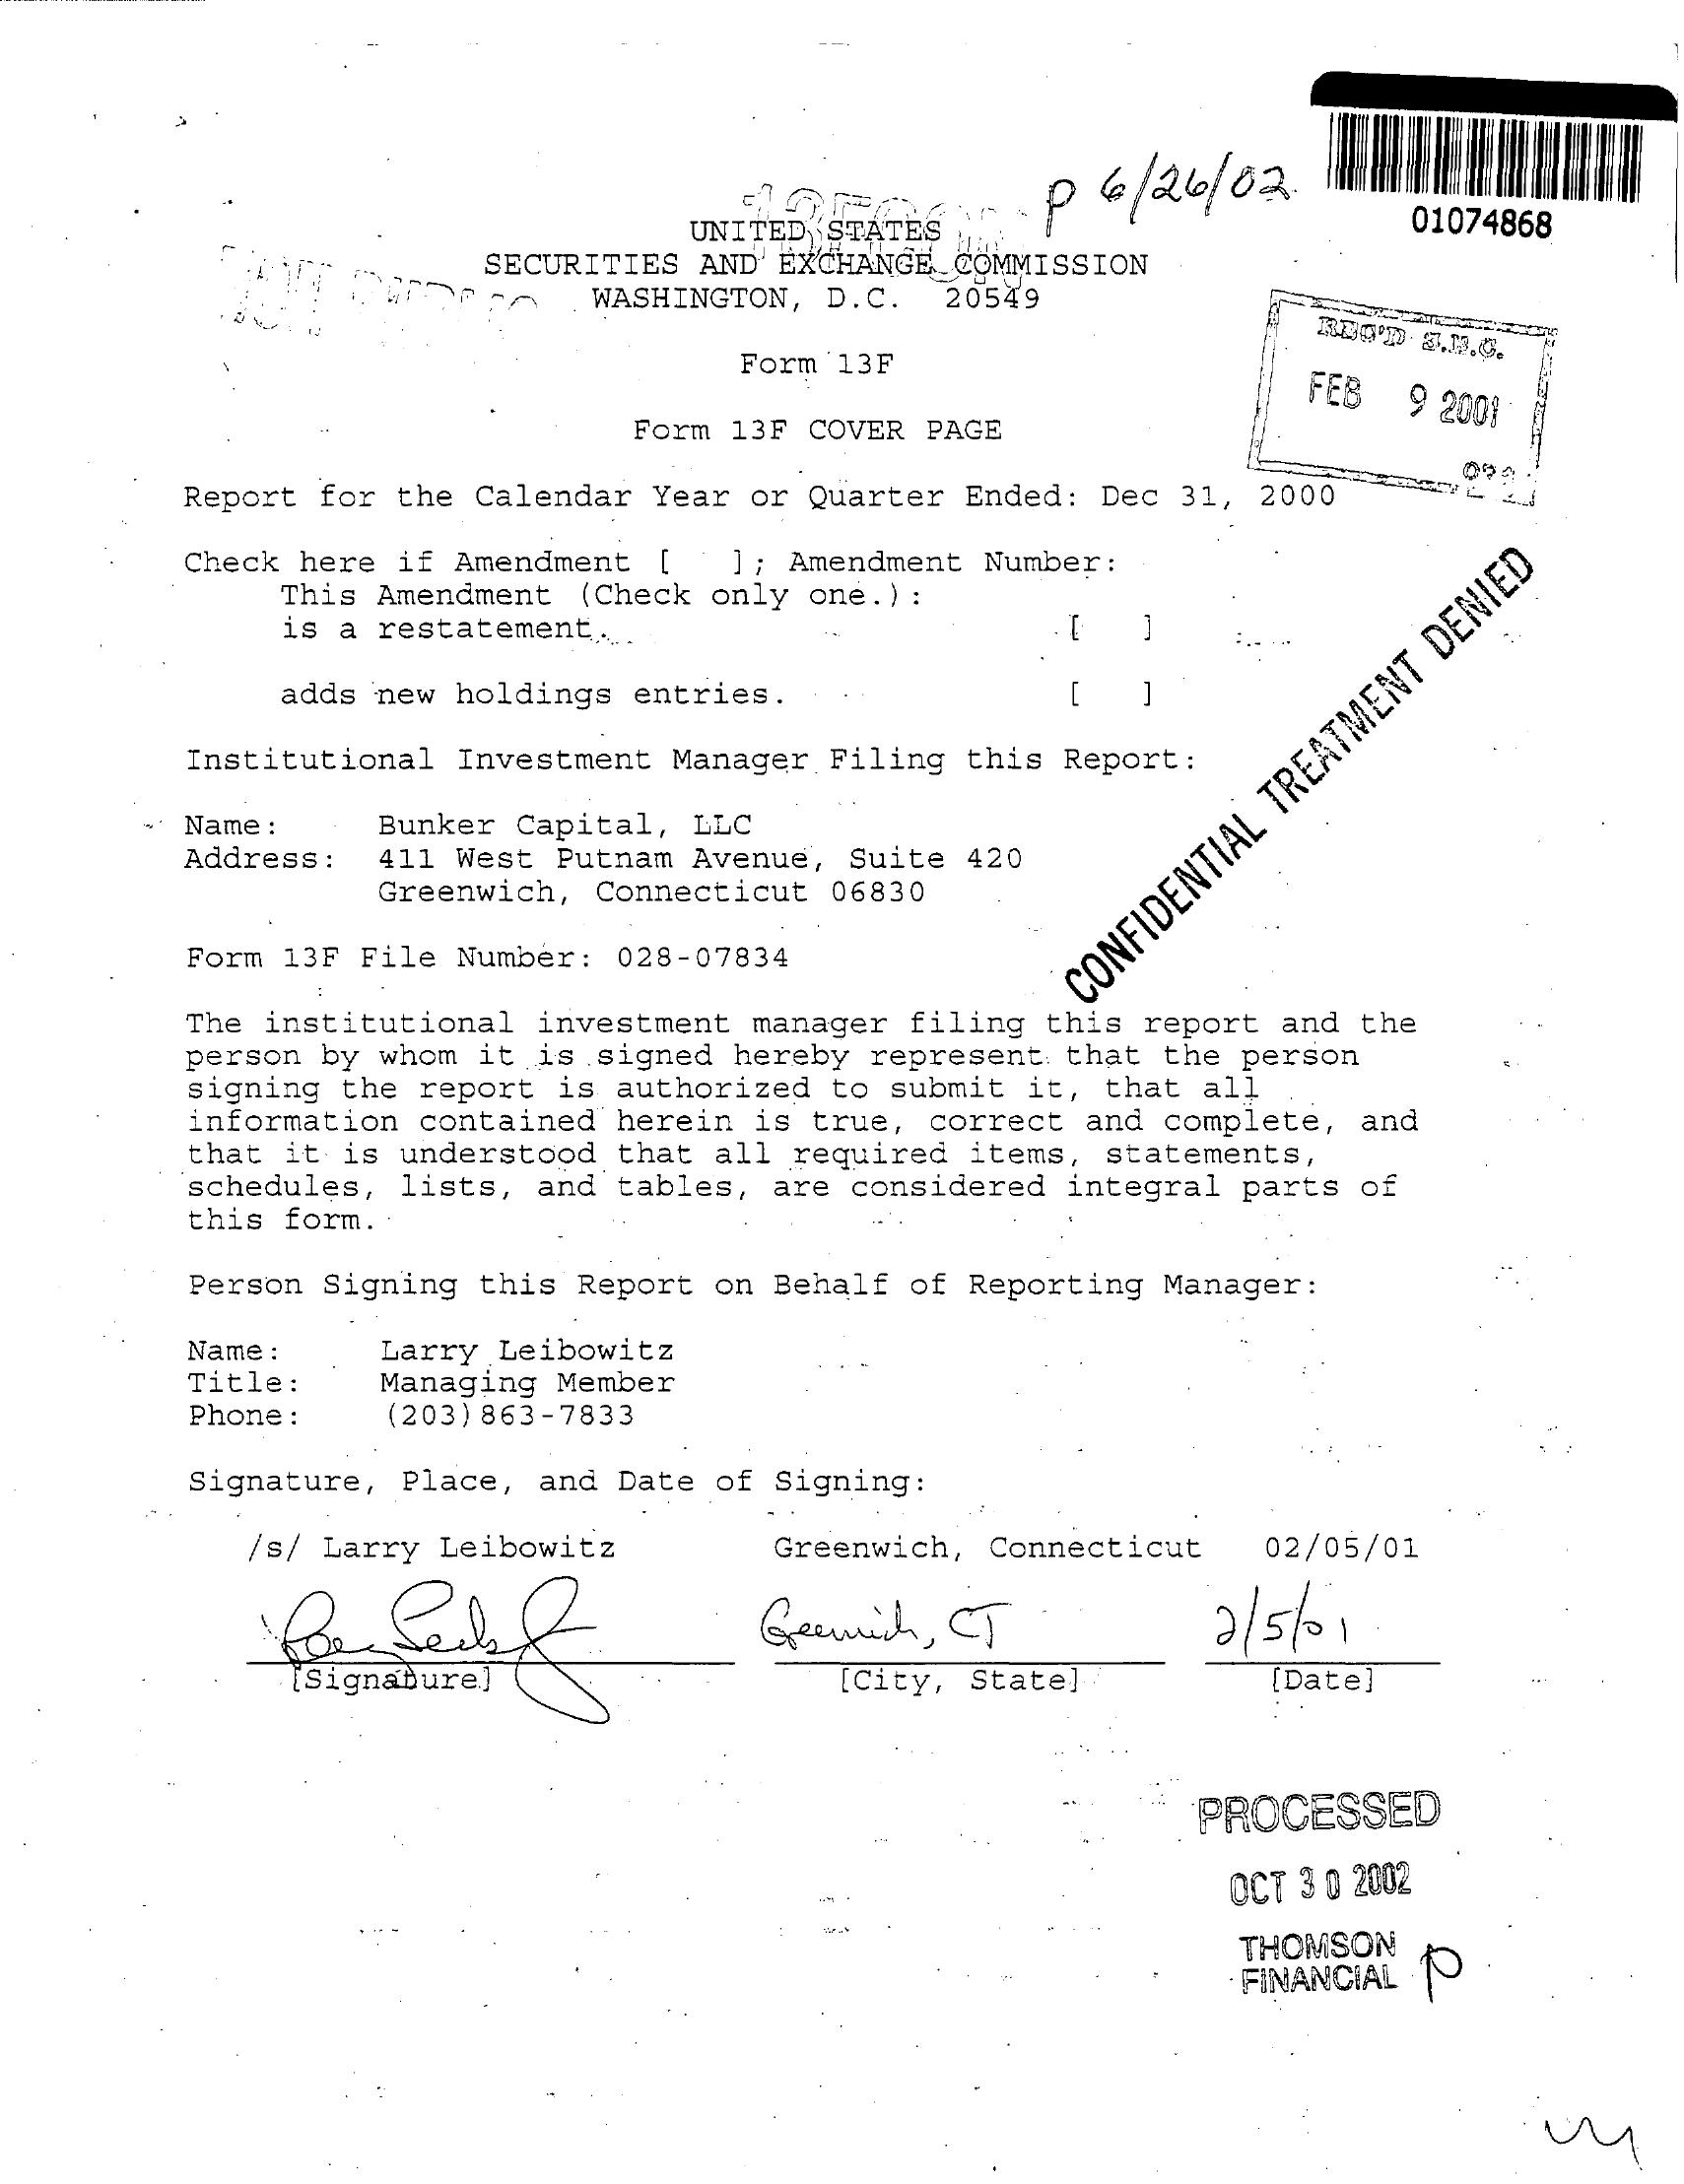 p 6/26/02
01074868
UNITED STATES
SECURITIES AND EXCHANGE COMMISSION
WASHINGTON, D.C. 20549
REC'D S.E.C.
FEB 9 2001
Form 13F
Form 13F COVER PAGE
Report for the Calendar Year or Quarter Ended: Dec 31, 2000
Check here if Amendment [ ]; Amendment Number:
This Amendment (Check only one.):
is a restatement. [ ]
adds new holdings entries. [ ]
CONFIDENTIAL TREATMENT DENIED
Institutional Investment Manager Filing this Report:
Name: Bunker Capital, LLC
Address: 411 West Putnam Avenue, Suite 420
Greenwich, Connecticut 06830
Form 13F File Number: 028-07834
The institutional investment manager filing this report and the
person by whom it is signed hereby represent that the person
signing the report is authorized to submit it, that all
information contained herein is true, correct and complete, and
that it is understood that all required items, statements,
schedules, lists, and tables, are considered integral parts of
this form.
Person Signing this Report on Behalf of Reporting Manager:
Name: Larry Leibowitz
Title: Managing Member
Phone: (203)863-7833
Signature, Place, and Date of Signing:
/s/ Larry Leibowitz Greenwich, Connecticut 02/05/01
Greenwich, CT 2/5/01
[Signature] [City, State] [Date]
PROCESSED
OCT 30 2002
THOMSON
FINANCIAL p